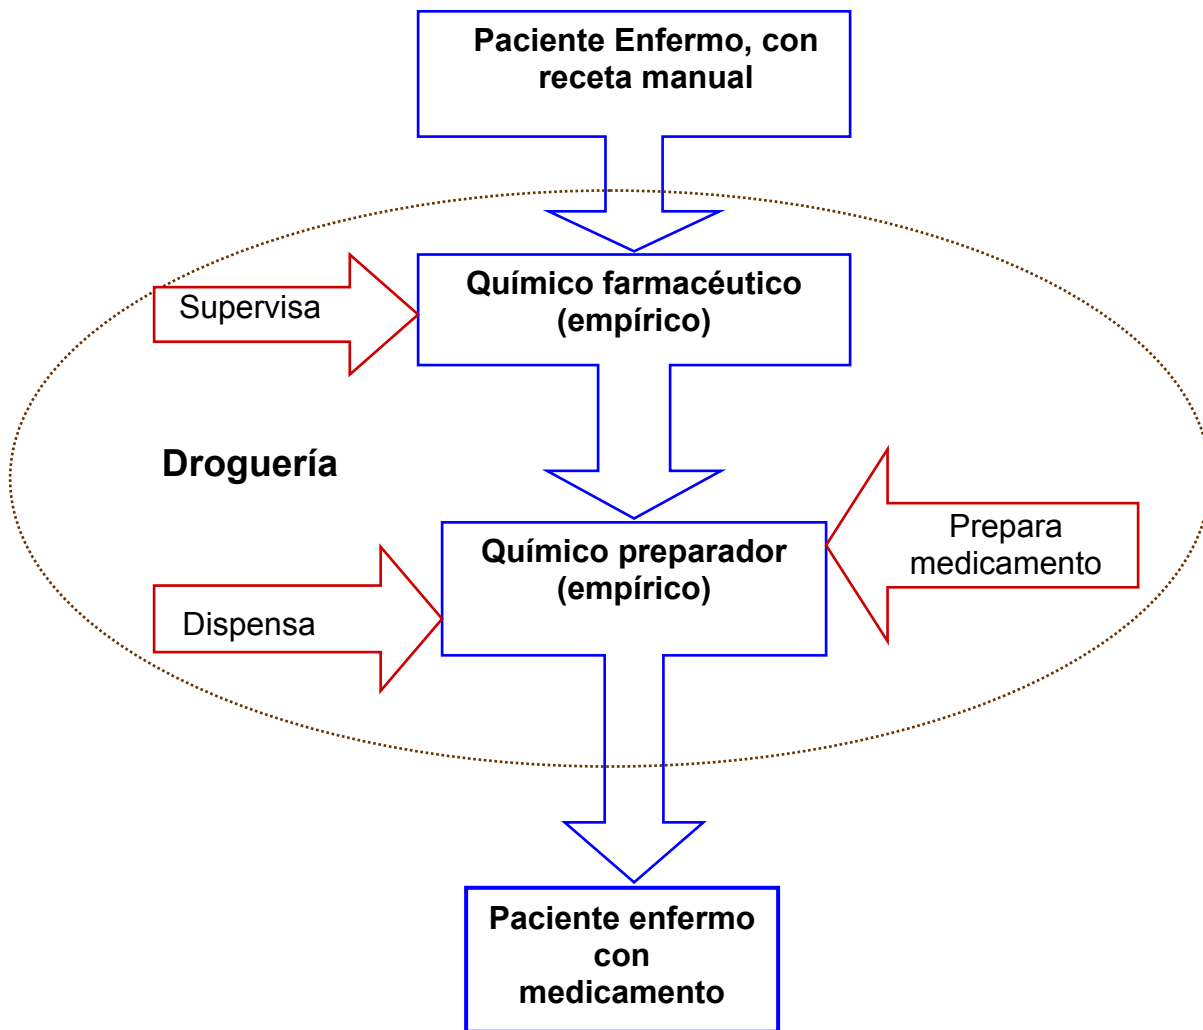 Paciente Enfermo, con
receta manual
Supervisa
Químico farmacéutico
(empírico)
Droguería
Químico preparador
(empírico)
Prepara
medicamento
Dispensa
Paciente enfermo
con
medicamento